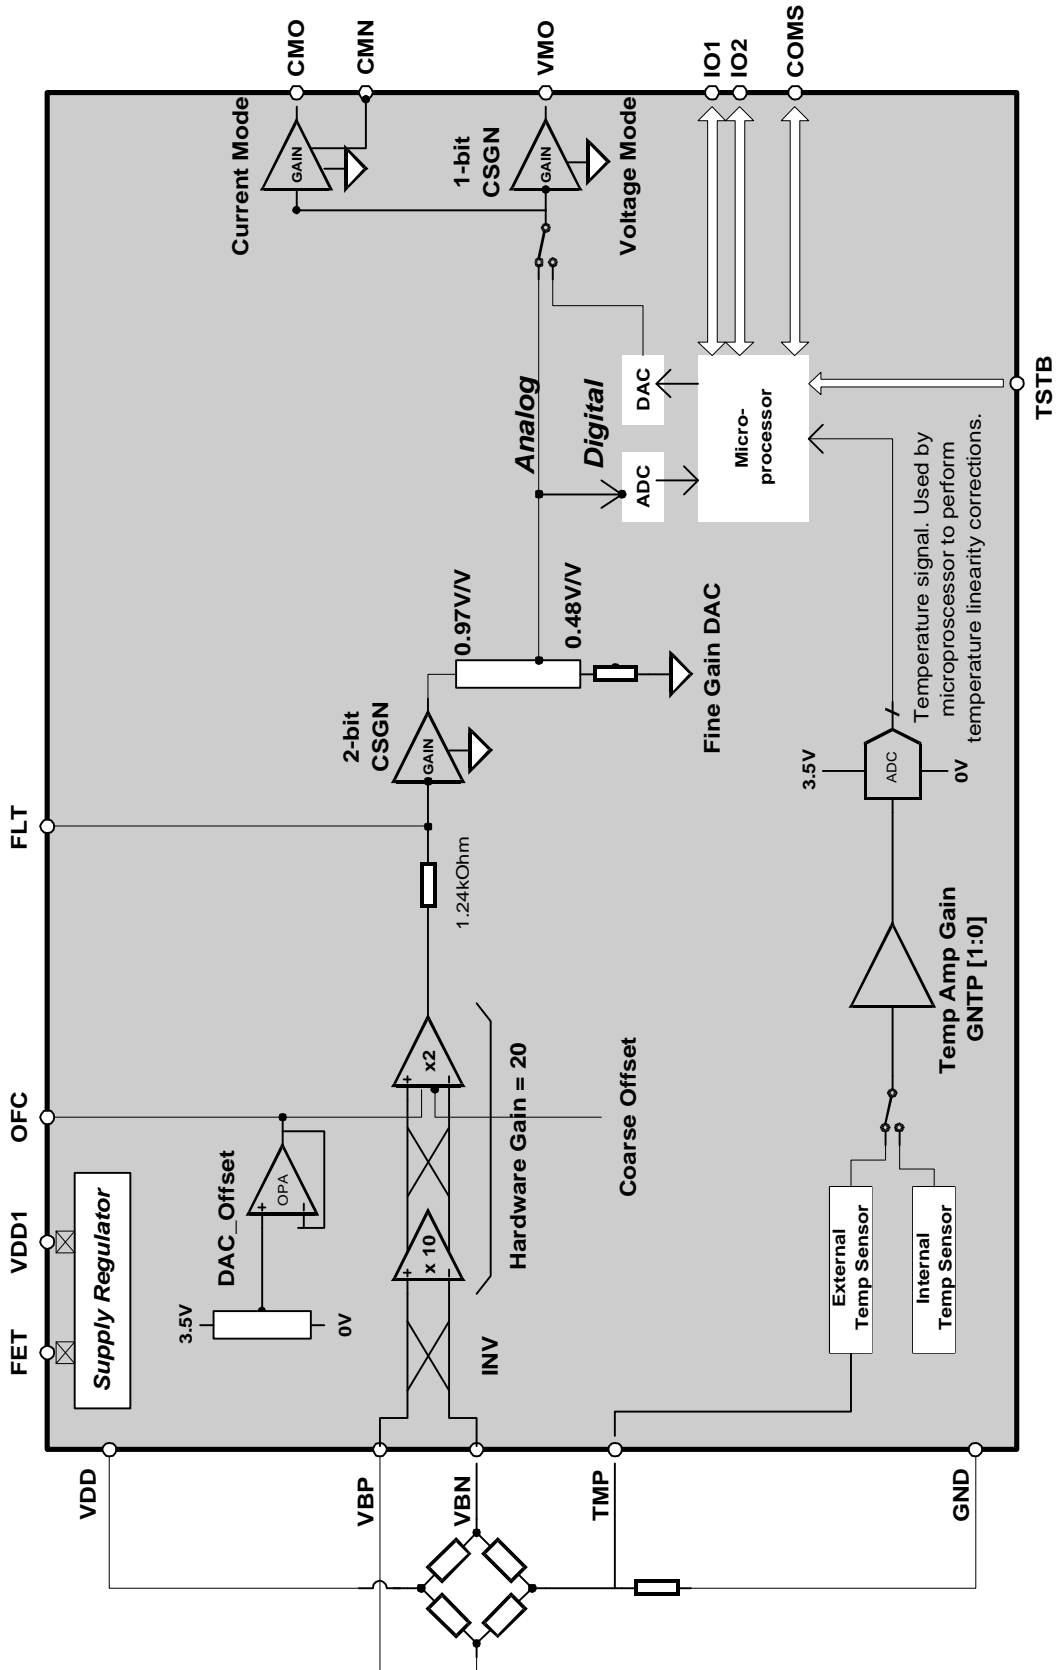 FET
VDD1
OFC
FLT
Supply Regulator
3.5V
0V
DAC_Offset
OPA
+
–
VDD
VBP
VBN
TMP
GND
INV
+
–
x 10
+
–
x2
Hardware Gain = 20
Coarse Offset
1.24kOhm
2-bit
CSGN
GAIN
0.97V/V
0.48V/V
Fine Gain DAC
Analog
Digital
ADC
DAC
Micro-
processor
Current Mode
GAIN
1-bit
CSGN
GAIN
Voltage Mode
CMO
CMN
VMO
IO1
IO2
COMS
TSTB
External
Temp Sensor
Internal
Temp Sensor
Temp Amp Gain
GNTP [1:0]
3.5V
ADC
0V
Temperature signal. Used by
microproscessor to perform
temperature linearity corrections.